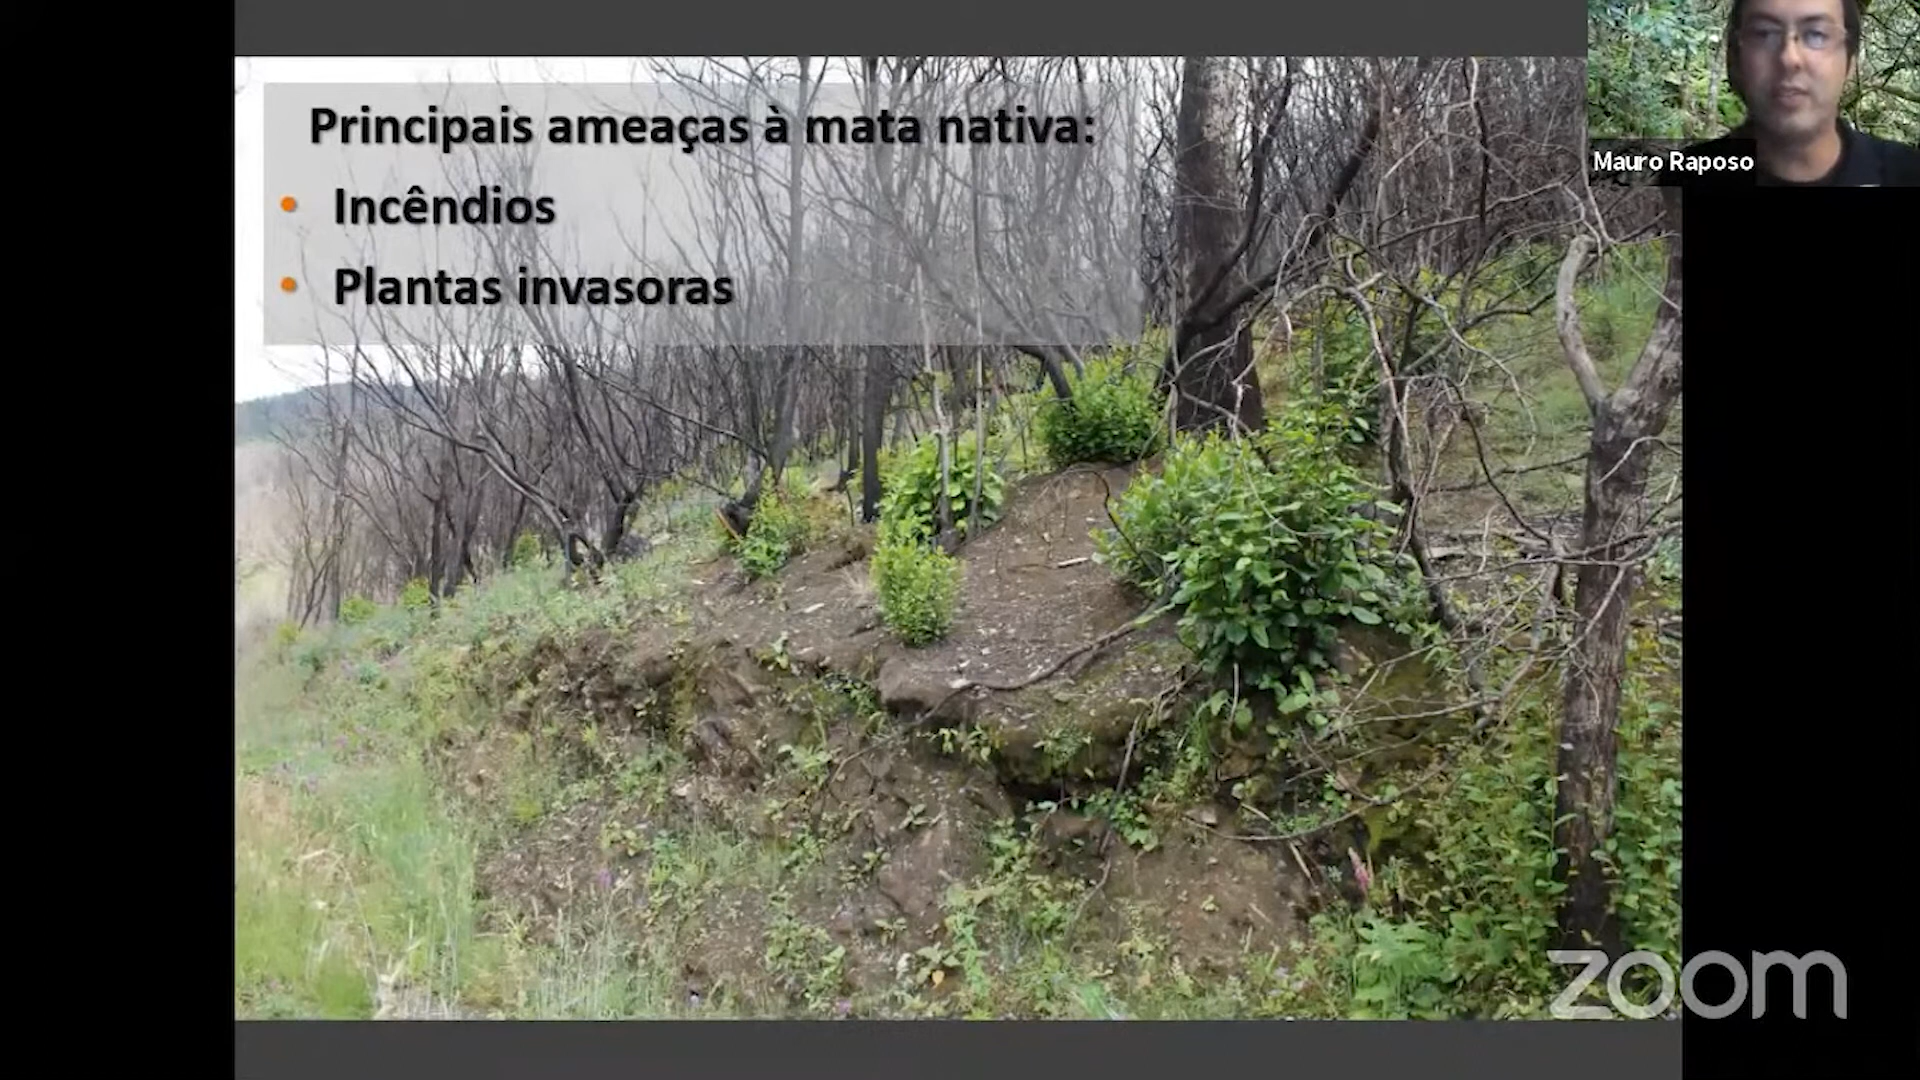 Principais ameaças à mata nativa:
• Incêndios
• Plantas invasoras
Mauro Raposo
zoom